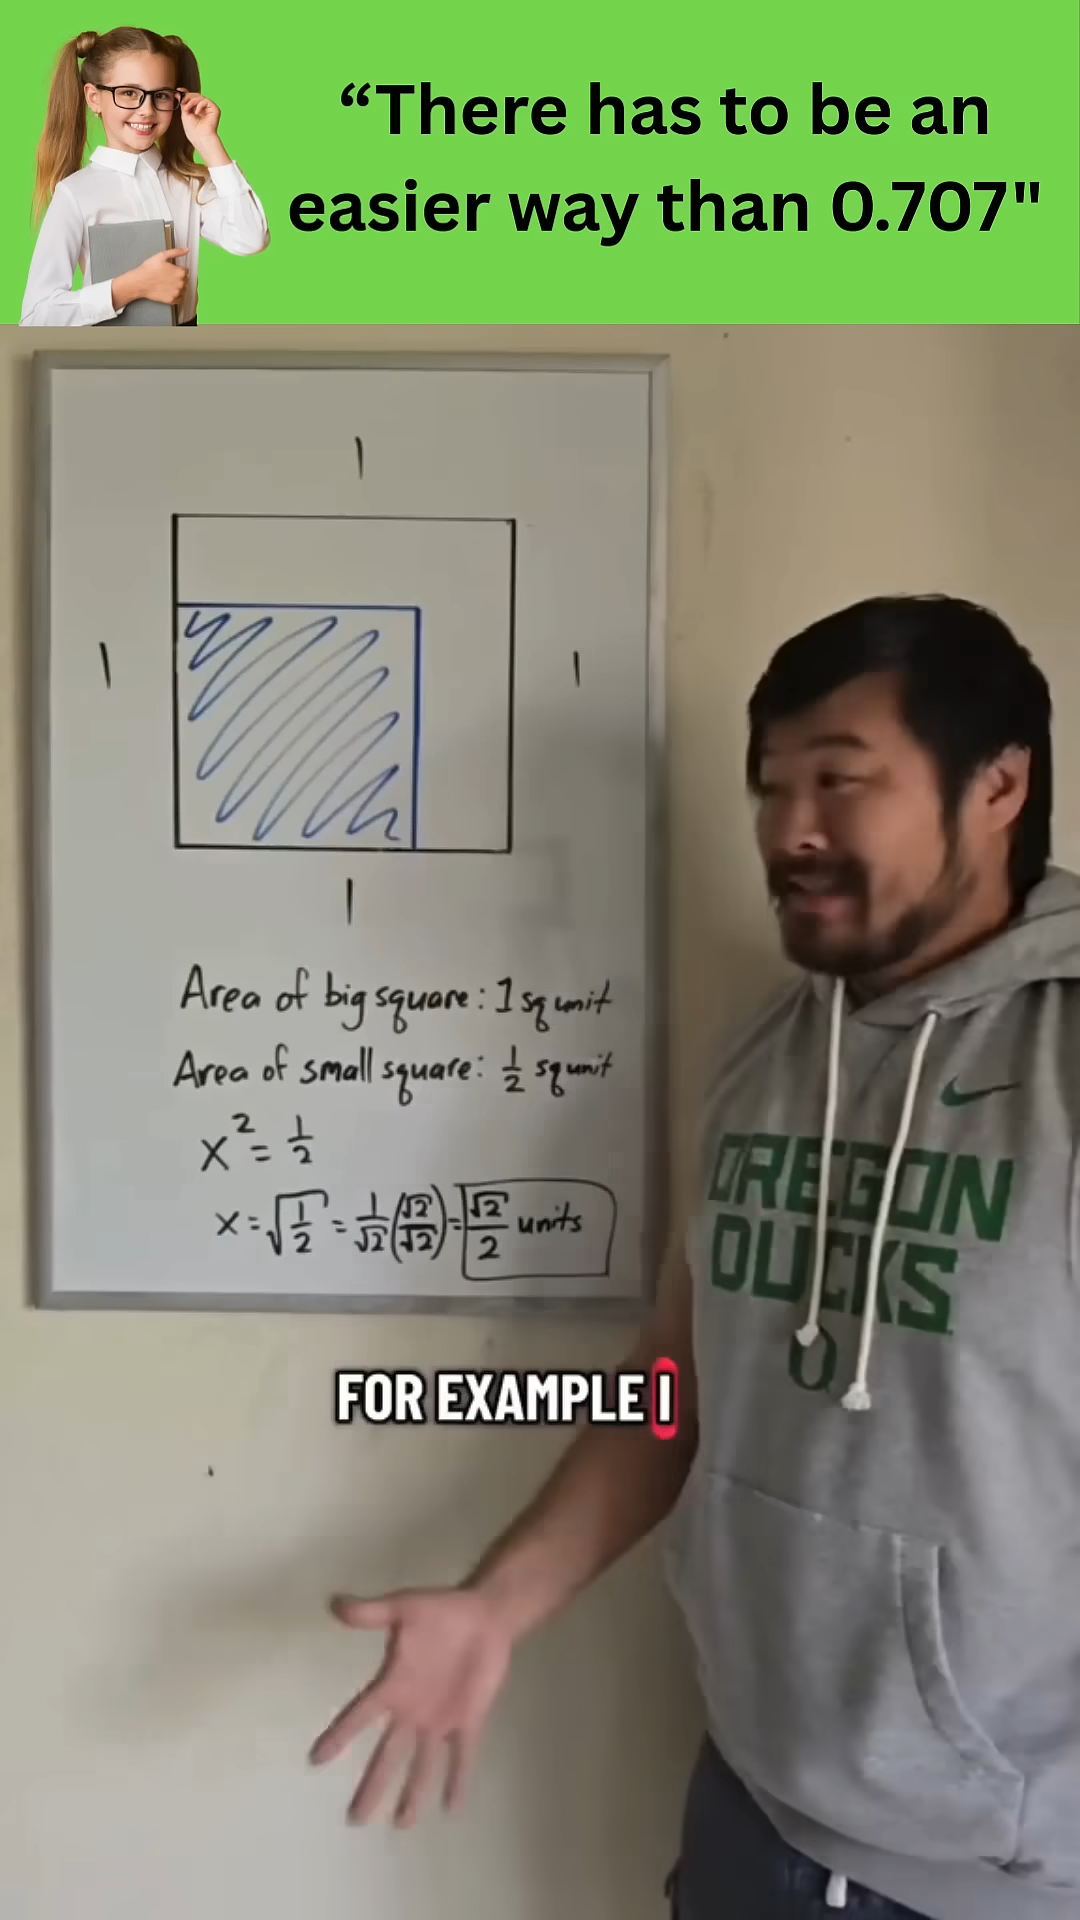 “There has to be an
easier way than 0.707"
1
1
1
1
Area of big square: 1 sq unit
Area of small square: 1/2 sq unit
x² = 1/2
x = √(1/2) = 1/√2 (√2/√2) = √2/2 units
OREGON
DUCKS
O
FOR EXAMPLE I